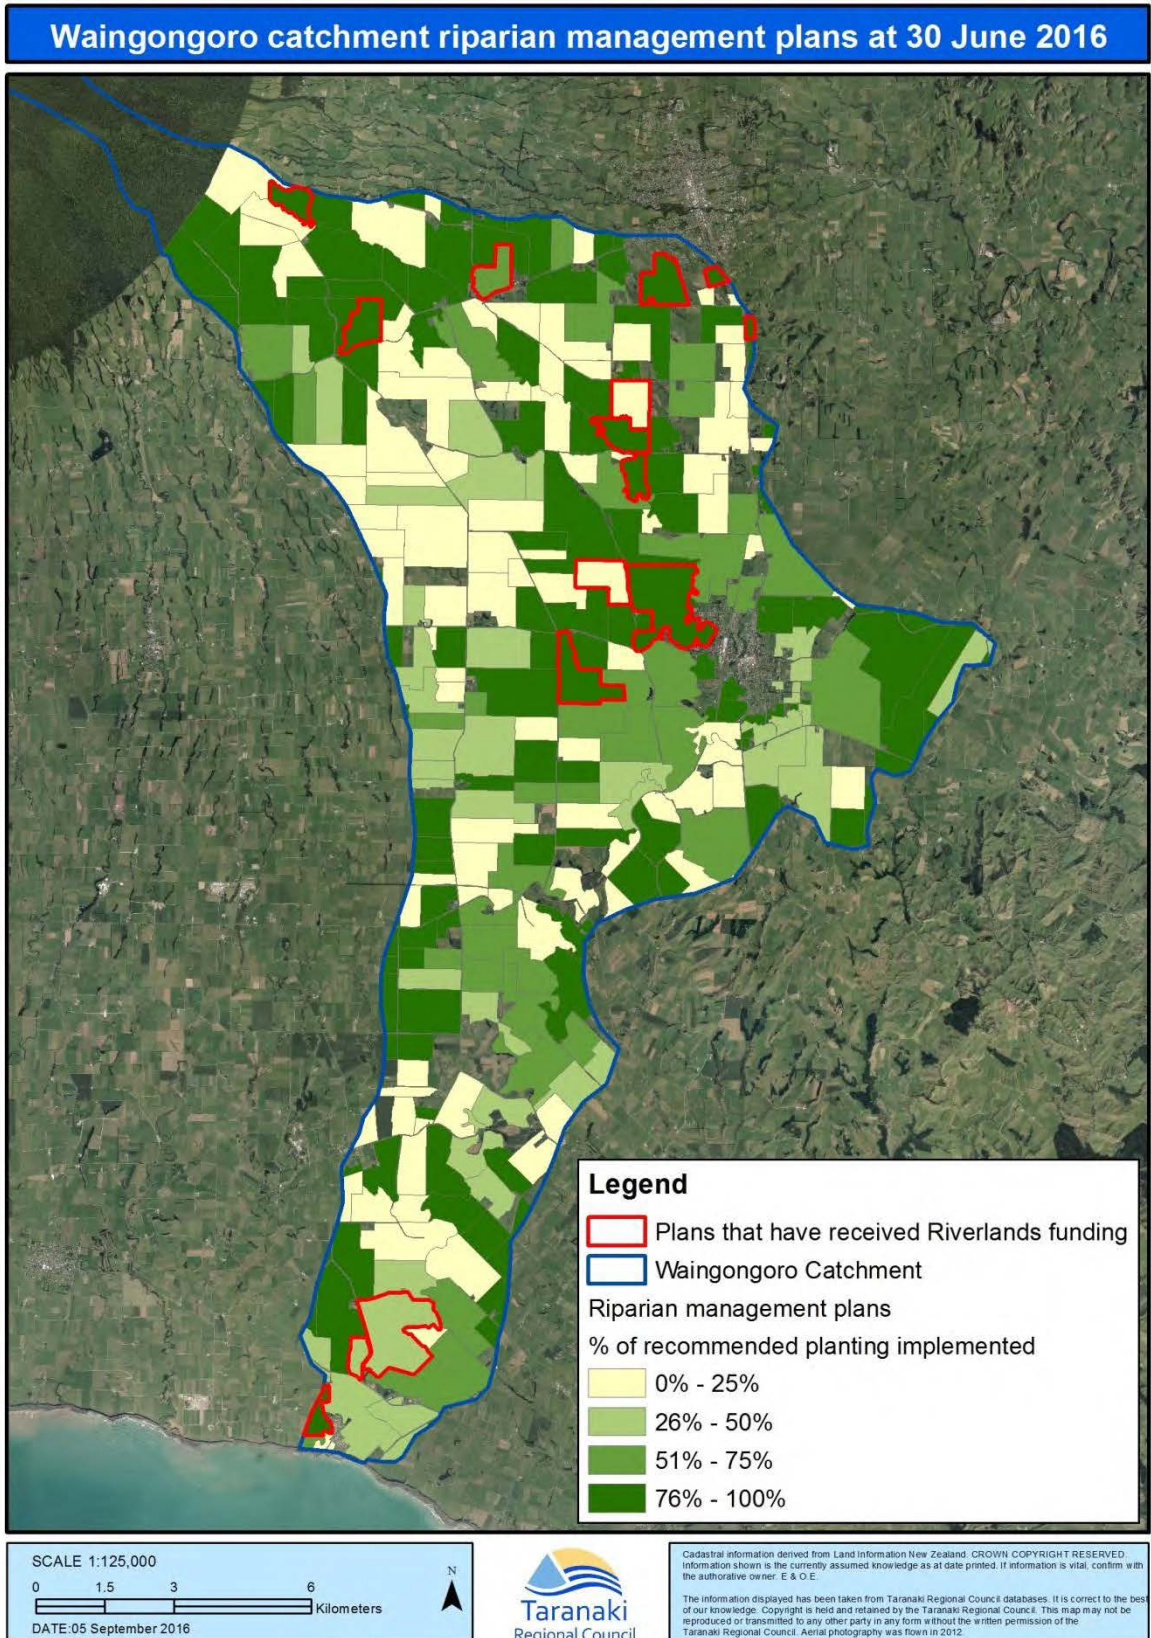 Waingongoro catchment riparian management plans at 30 June 2016
Legend
Plans that have received Riverlands funding
Waingongoro Catchment
Riparian management plans
% of recommended planting implemented
0% - 25%
26% - 50%
51% - 75%
76% - 100%
SCALE 1:125,000
0 1.5 3 6
Kilometers
DATE:05 September 2016
N
Taranaki
Regional Council
Cadastral information derived from Land Information New Zealand. CROWN COPYRIGHT RESERVED.
Information shown is the currently assumed knowledge as at date printed. If information is vital, confirm with
the authorative owner. E & O.E.
The information displayed has been taken from Taranaki Regional Council databases. It is correct to the best
of our knowledge. Copyright is held and retained by the Taranaki Regional Council. This map may not be
reproduced or transmitted to any other party in any form without the written permission of the
Taranaki Regional Council. Aerial photography was flown in 2012.